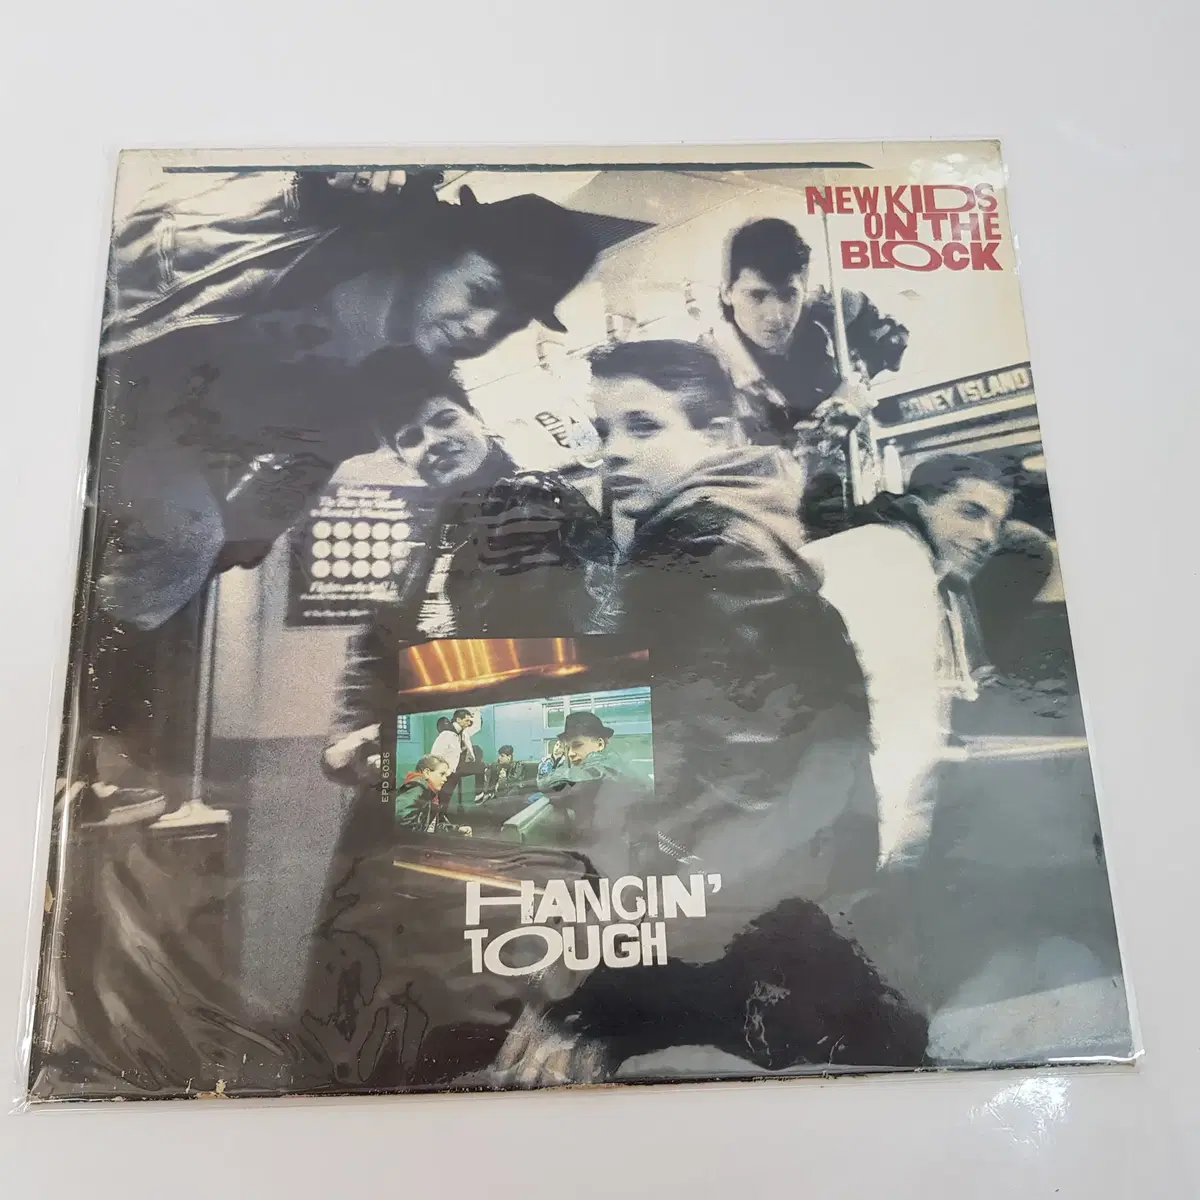 NEW KIDS
ON THE
BLOCK
CONEY ISLAND
EPD 6036
HANGIN'
TOUGH